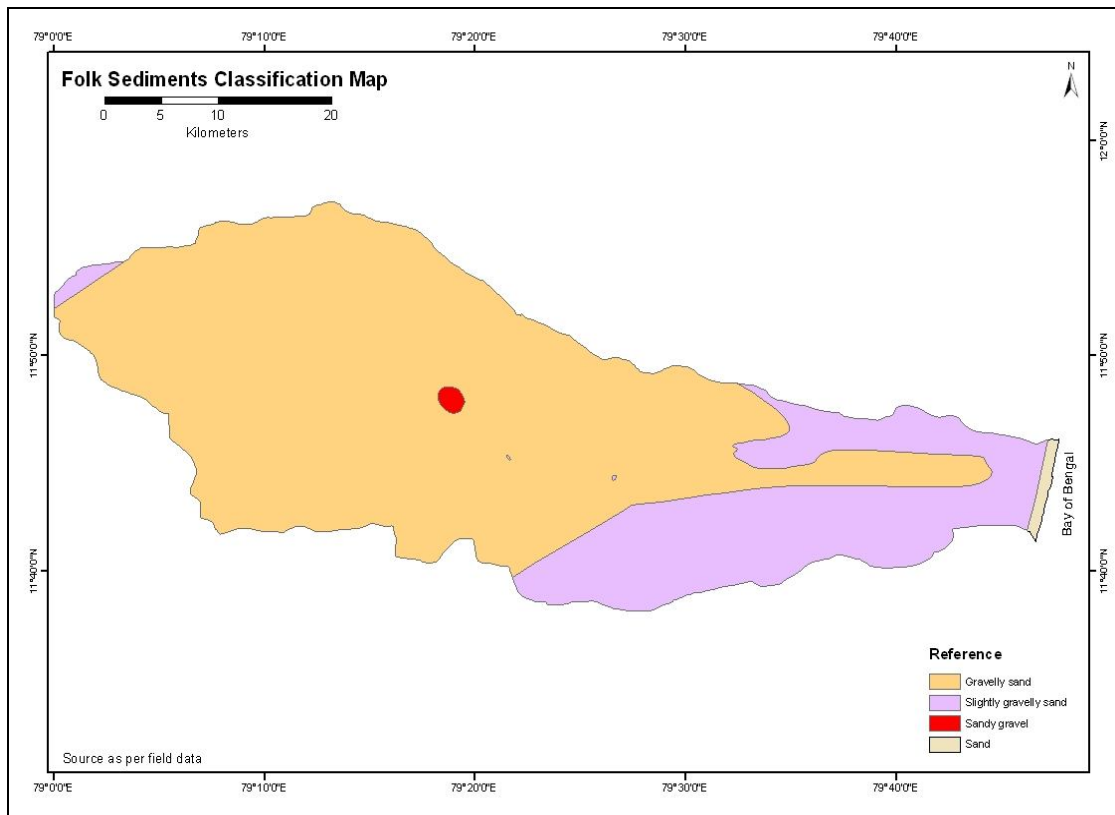 79°0'0"E 79°10'0"E 79°20'0"E 79°30'0"E 79°40'0"E
Folk Sediments Classification Map
N
0 5 10 20
Kilometers
12°0'0"N
12°0'0"N
11°50'0"N
11°50'0"N
Bay of Bengal
11°40'0"N
11°40'0"N
Reference
Gravelly sand
Slightly gravelly sand
Sandy gravel
Sand
Source as per field data
79°0'0"E 79°10'0"E 79°20'0"E 79°30'0"E 79°40'0"E